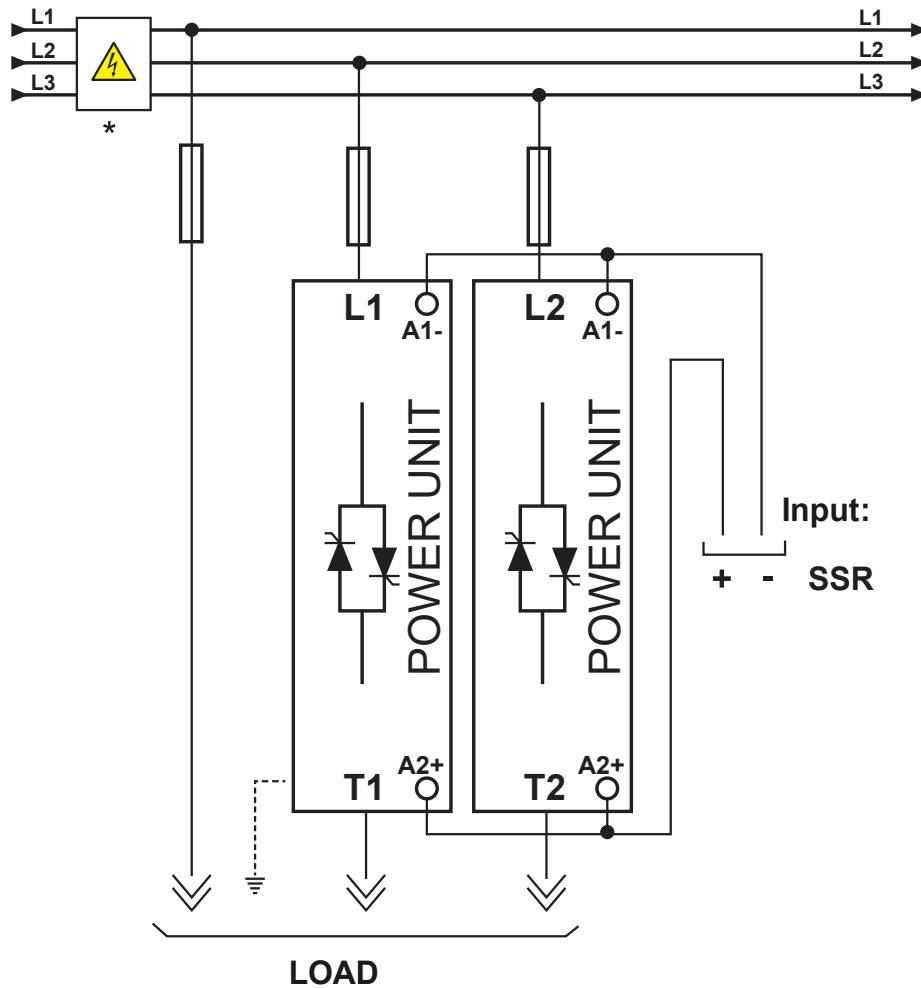 L1
L1
L2
L2
L3
L3
*
L1
A1-
L2
A1-
POWER UNIT
POWER UNIT
Input:
+ - SSR
T1
A2+
T2
A2+
LOAD